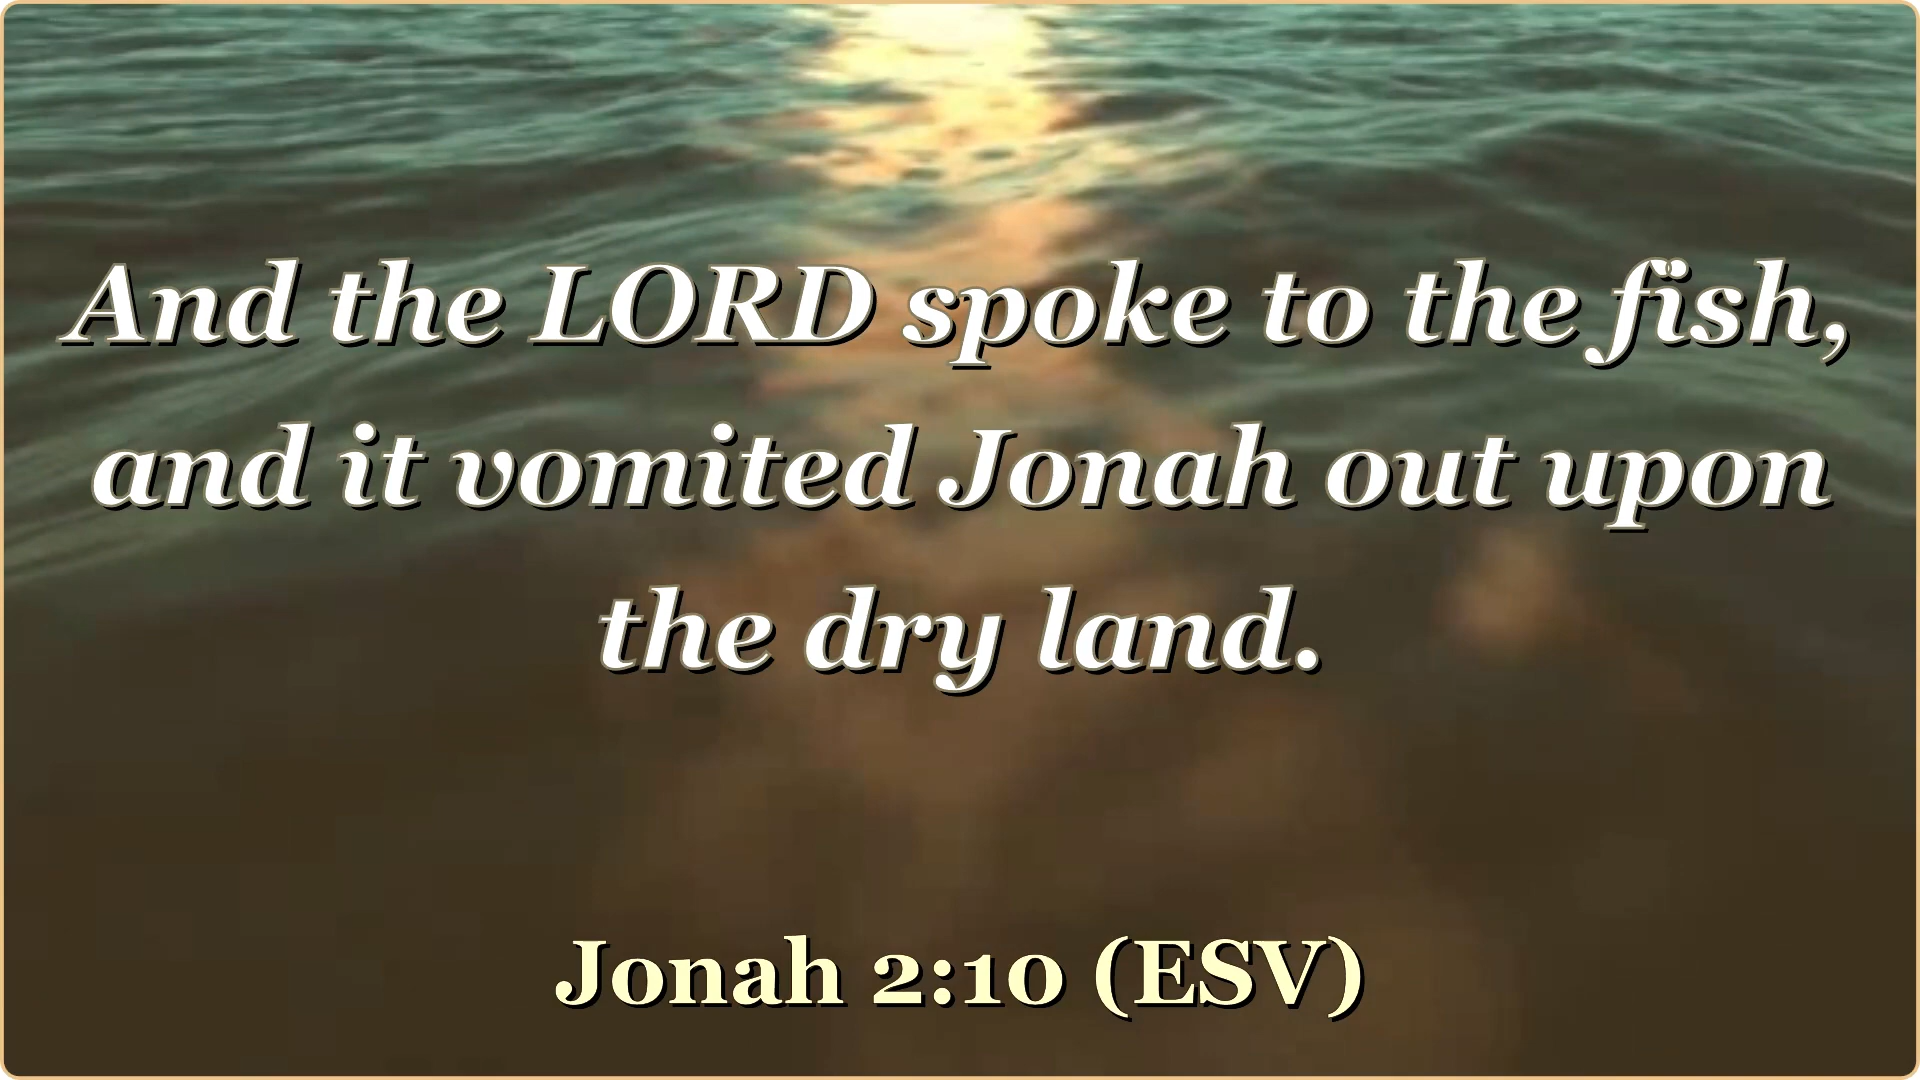 And the LORD spoke to the fish,
and it vomited Jonah out upon
the dry land.
Jonah 2:10 (ESV)